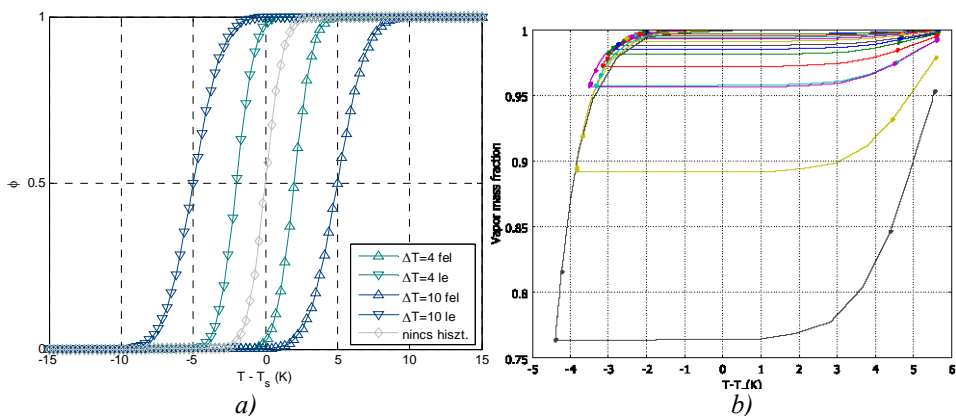 a)
1
0.5
0
ϕ
-15
-10
-5
0
5
10
15
T - Ts (K)
ΔT=4 fel
ΔT=4 le
ΔT=10 fel
ΔT=10 le
nincs hiszt.
a)
b)
1
0.95
0.9
0.85
0.8
0.75
Vapor mass fraction
-5
-4
-3
-2
-1
0
1
2
3
4
5
6
T-Ts(K)
b)